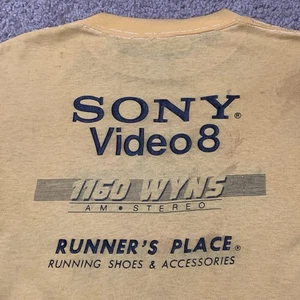 SONY®
Video 8
1160 WYNS
AM • STEREO
RUNNER'S PLACE®
RUNNING SHOES & ACCESSORIES